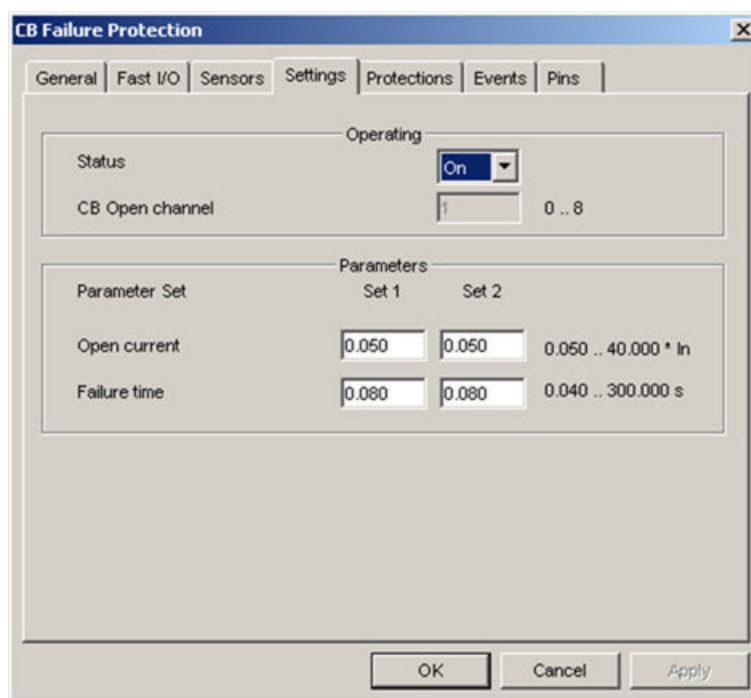 CB Failure Protection
General Fast I/O Sensors Settings Protections Events Pins
Operating
Status On
CB Open channel 1 0 .. 8
Parameters
Parameter Set Set 1 Set 2
Open current 0.050 0.050 0.050 .. 40.000 * In
Failure time 0.080 0.080 0.040 .. 300.000 s
OK Cancel Apply